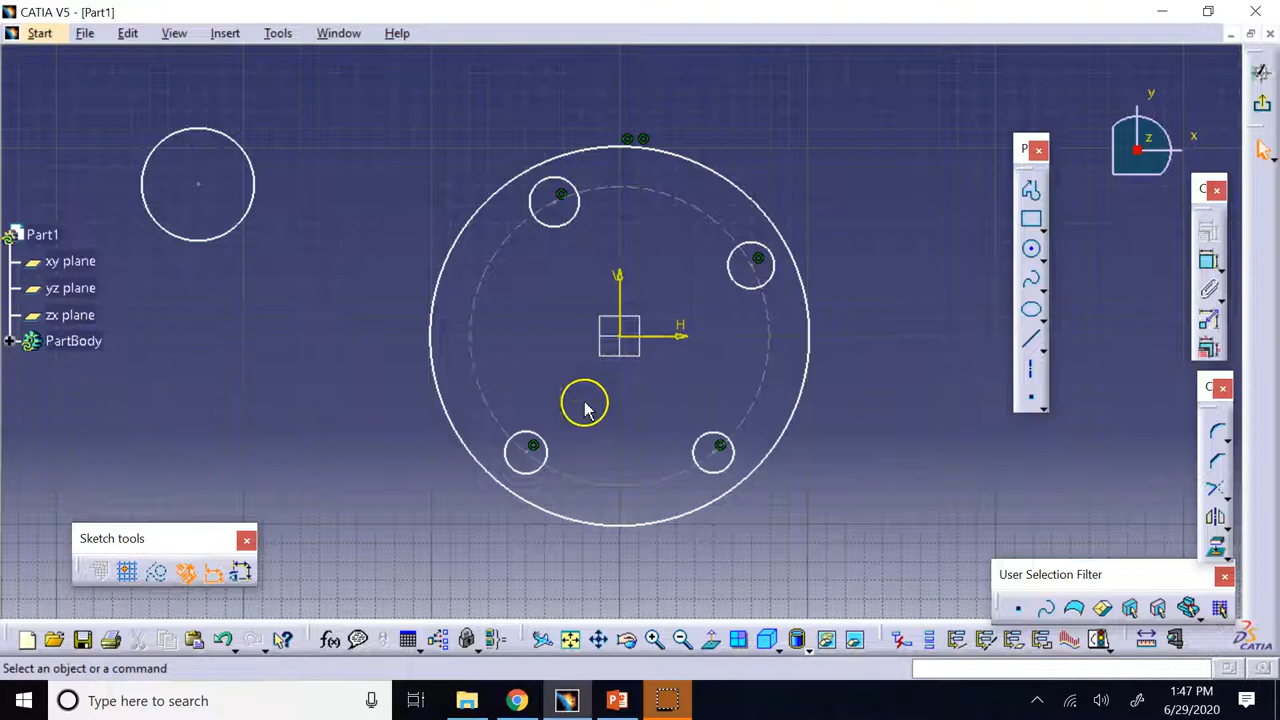 CATIA V5 - [Part1]
Start File Edit View Insert Tools Window Help
y
x
z
P
C
Part1
xy plane
yz plane
zx plane
PartBody
V
H
C
Sketch tools
User Selection Filter
f(x)
CATIA
Select an object or a command
Type here to search
1:47 PM
6/29/2020